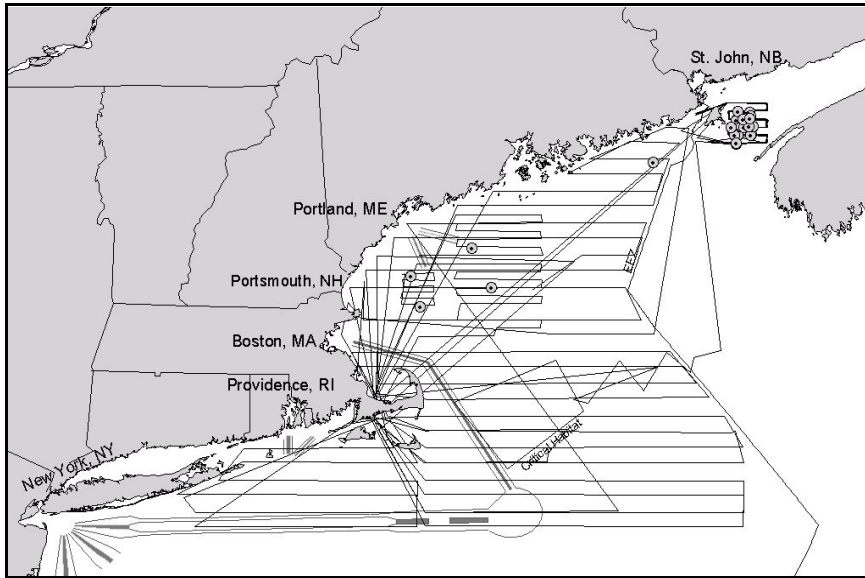 St. John, NB
Portland, ME
EEZ
Portsmouth, NH
Boston, MA
Providence, RI
Critical Habitat
New York, NY